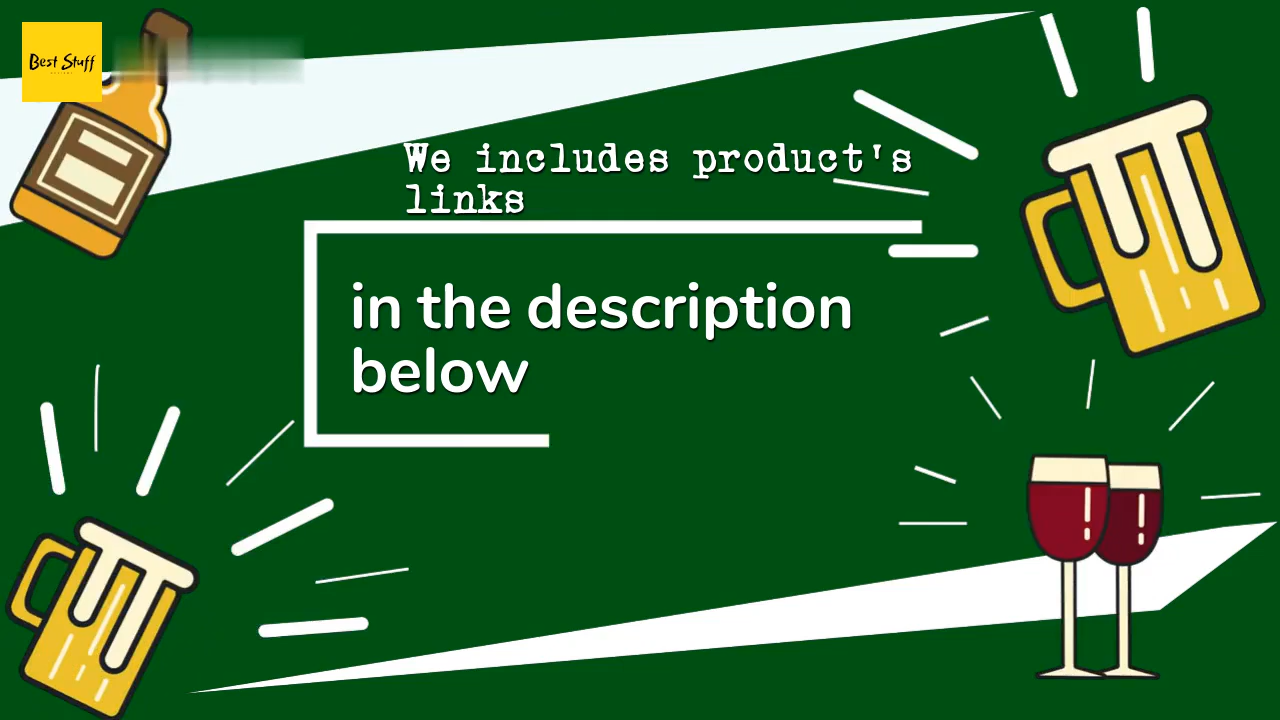 Best Stuff
We includes product's
links
in the description
below